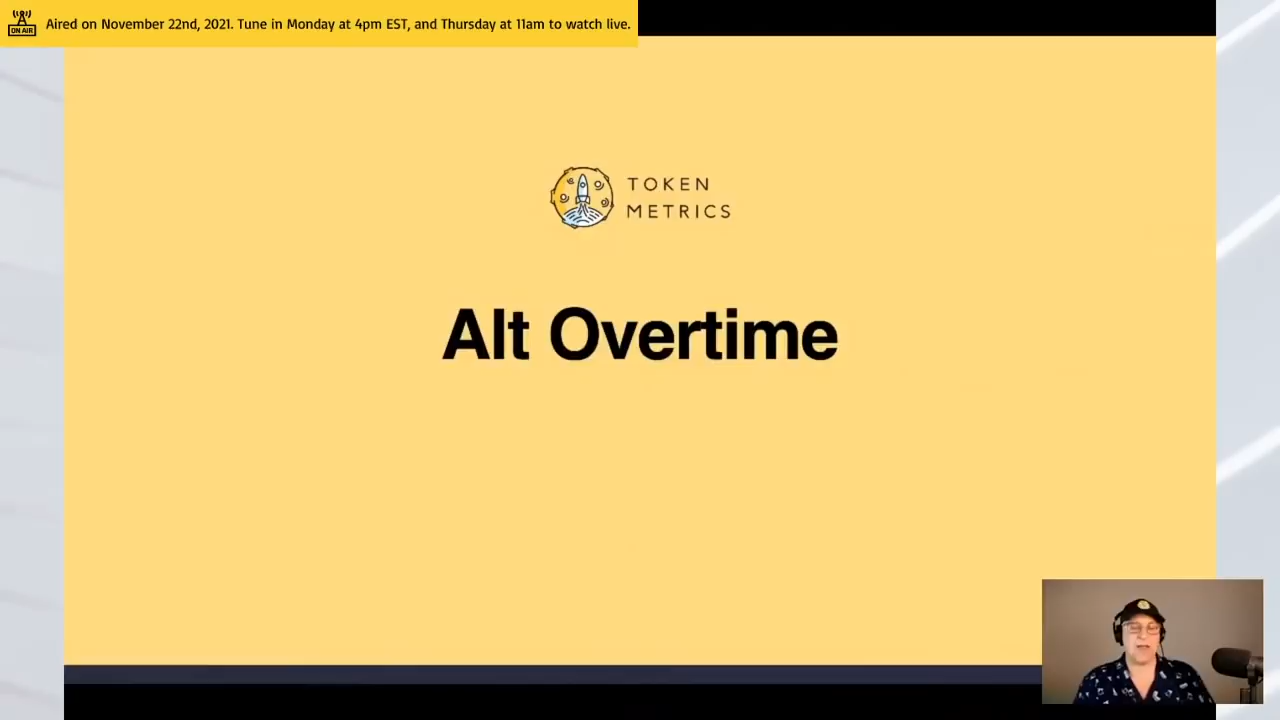 Aired on November 22nd, 2021. Tune in Monday at 4pm EST, and Thursday at 11am to watch live.
ON AIR
TOKEN
METRICS
Alt Overtime